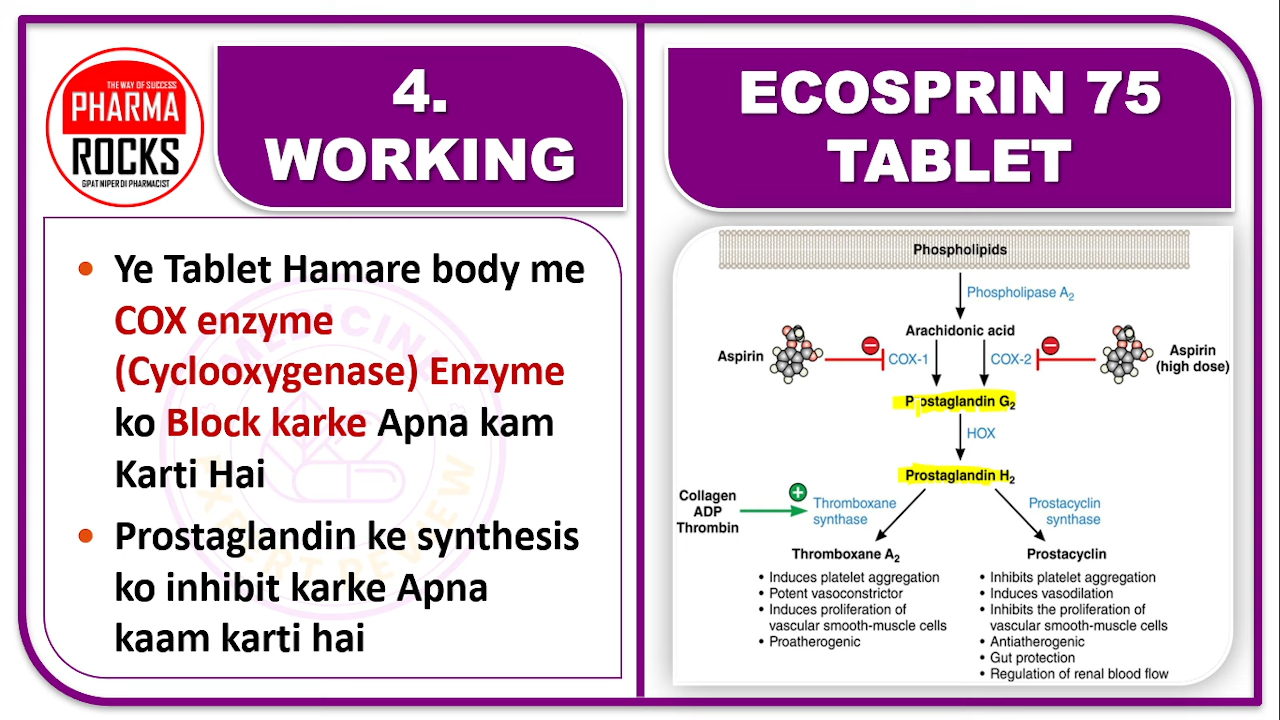 THE WAY OF SUCCESS
PHARMA
ROCKS
GPAT NIPER DI PHARMACIST
4.
WORKING
ECOSPRIN 75
TABLET
• Ye Tablet Hamare body me
COX enzyme
(Cyclooxygenase) Enzyme
ko Block karke Apna kam
Karti Hai
• Prostaglandin ke synthesis
ko inhibit karke Apna
kaam karti hai
MEDICINE
EXPERT REVIEW
Phospholipids
Phospholipase A2
Arachidonic acid
Aspirin
COX-1
COX-2
Aspirin
(high dose)
Prostaglandin G2
HOX
Prostaglandin H2
Collagen
ADP
Thrombin
Thromboxane
synthase
Prostacyclin
synthase
Thromboxane A2
• Induces platelet aggregation
• Potent vasoconstrictor
• Induces proliferation of
vascular smooth-muscle cells
• Proatherogenic
Prostacyclin
• Inhibits platelet aggregation
• Induces vasodilation
• Inhibits the proliferation of
vascular smooth-muscle cells
• Antiatherogenic
• Gut protection
• Regulation of renal blood flow